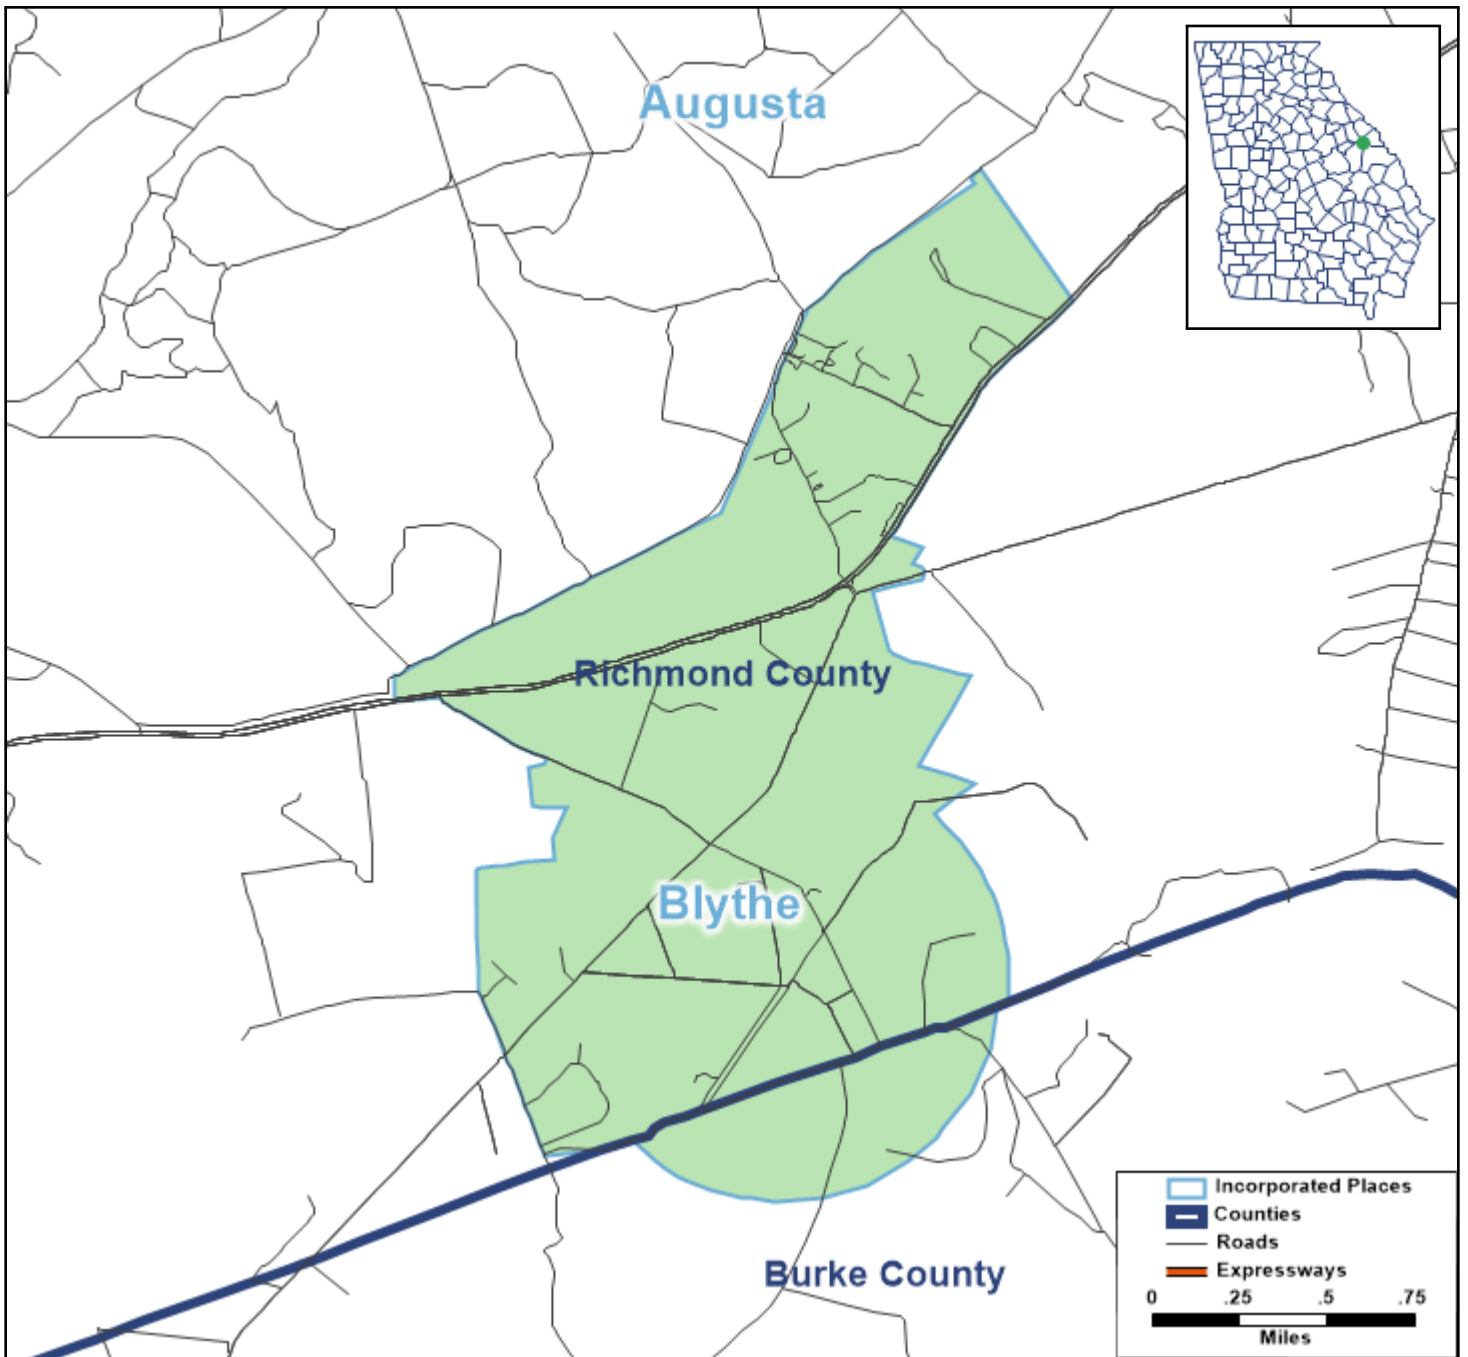 Augusta
Richmond County
Blythe
Burke County
Incorporated Places
Counties
Roads
Expressways
0 .25 .5 .75
Miles